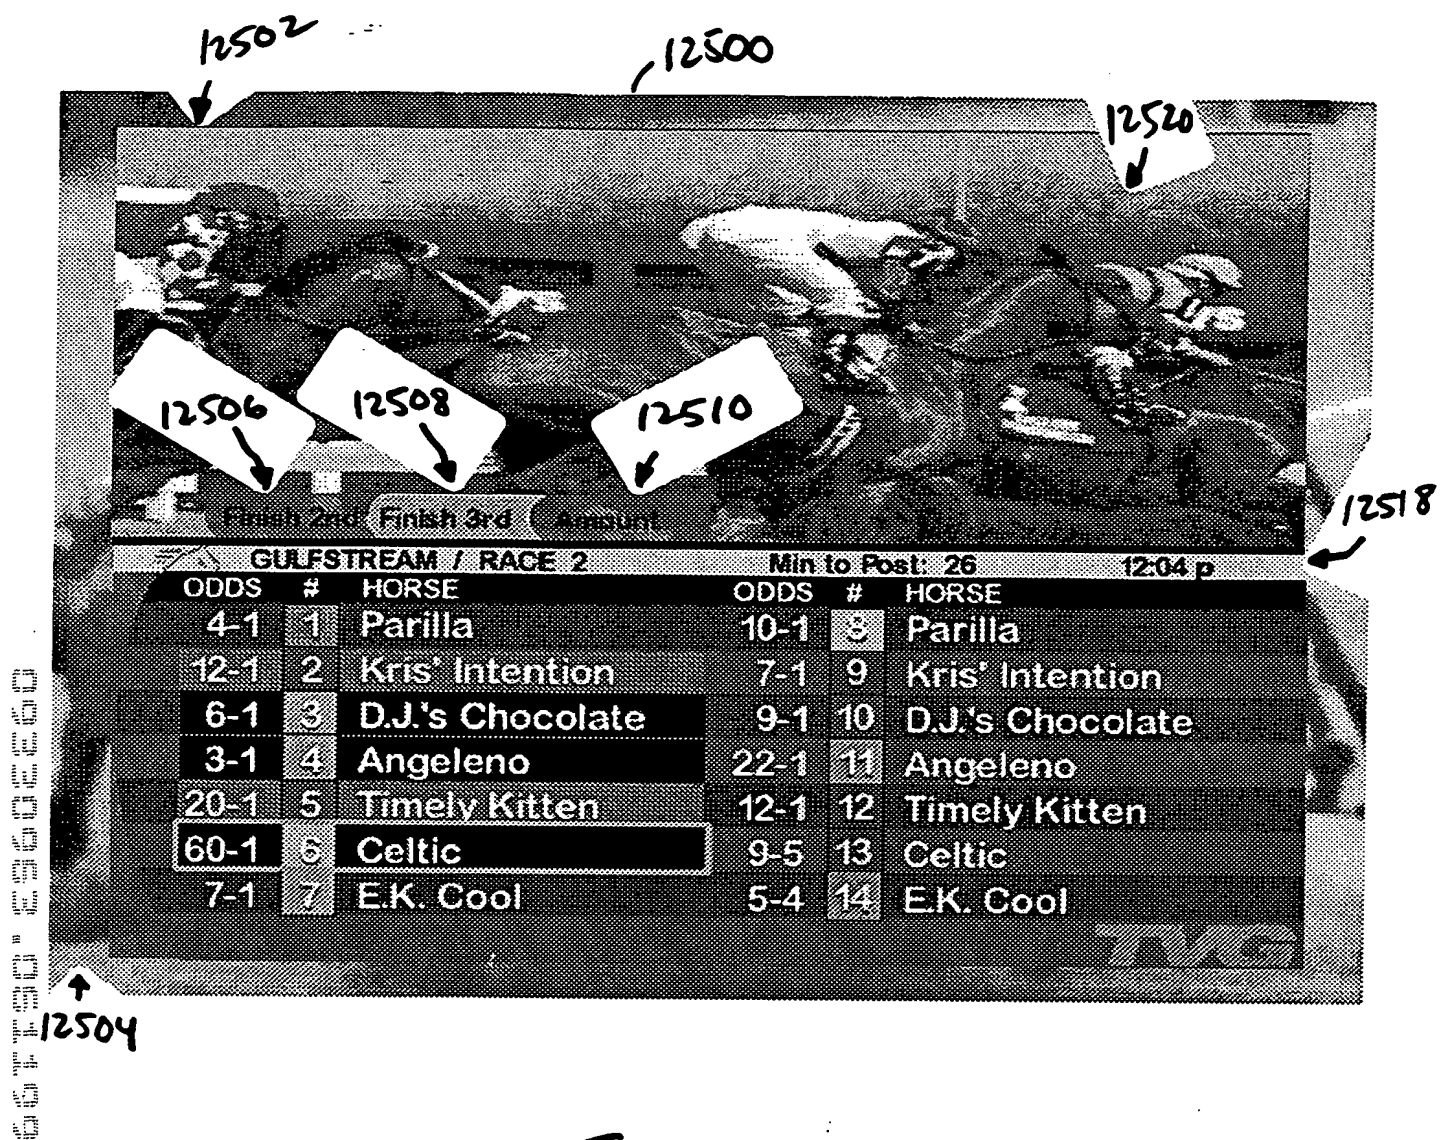 12502
12500
12520
12506
12508
12510
12518
Finish 2nd Finish 3rd Amount
GULFSTREAM / RACE 2 Min to Post: 26 12:04 p
ODDS # HORSE ODDS # HORSE
4-1 1 Parilla 10-1 8 Parilla
12-1 2 Kris' Intention 7-1 9 Kris' Intention
6-1 3 D.J.'s Chocolate 9-1 10 D.J.'s Chocolate
3-1 4 Angeleno 22-1 11 Angeleno
20-1 5 Timely Kitten 12-1 12 Timely Kitten
60-1 6 Celtic 9-5 13 Celtic
7-1 7 E.K. Cool 5-4 14 E.K. Cool
TVG
12504